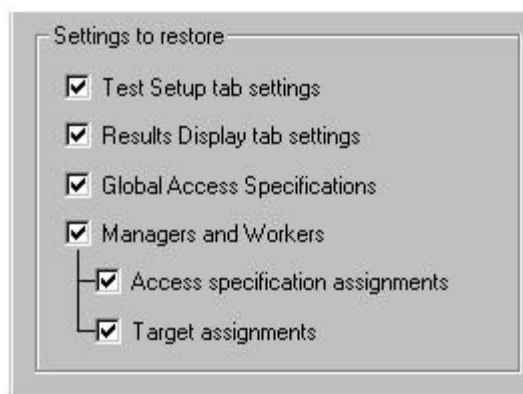 Settings to restore
Test Setup tab settings
Results Display tab settings
Global Access Specifications
Managers and Workers
Access specification assignments
Target assignments